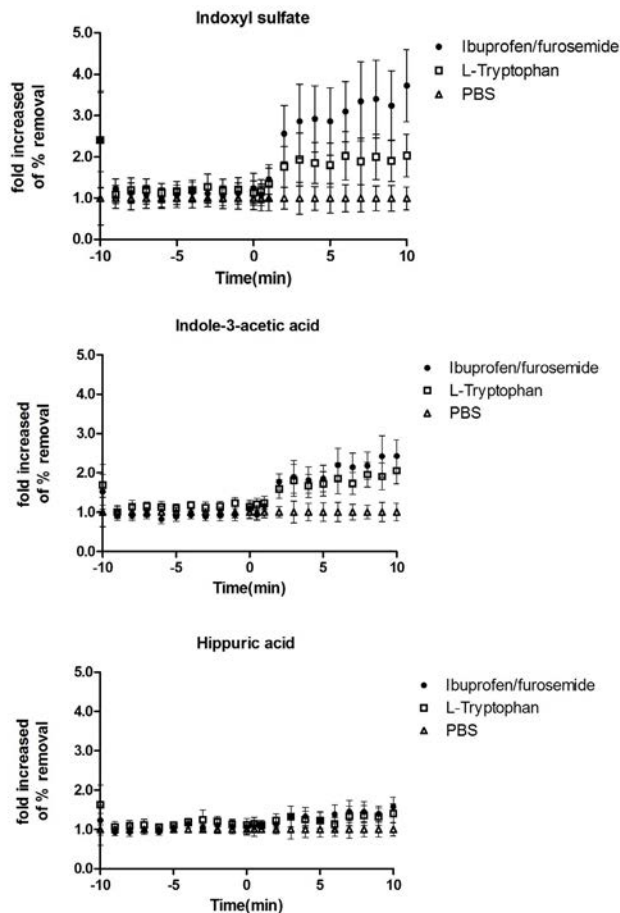 Indoxyl sulfate
fold increased
of % removal
5.0
4.0
3.0
2.0
1.0
0.0
-10
-5
0
5
10
Time(min)
Ibuprofen/furosemide
L-Tryptophan
PBS
Indole-3-acetic acid
fold increased
of % removal
5.0
4.0
3.0
2.0
1.0
0.0
-10
-5
0
5
10
Time(min)
Ibuprofen/furosemide
L-Tryptophan
PBS
Hippuric acid
fold increased
of % removal
5.0
4.0
3.0
2.0
1.0
0.0
-10
-5
0
5
10
Time(min)
Ibuprofen/furosemide
L-Tryptophan
PBS